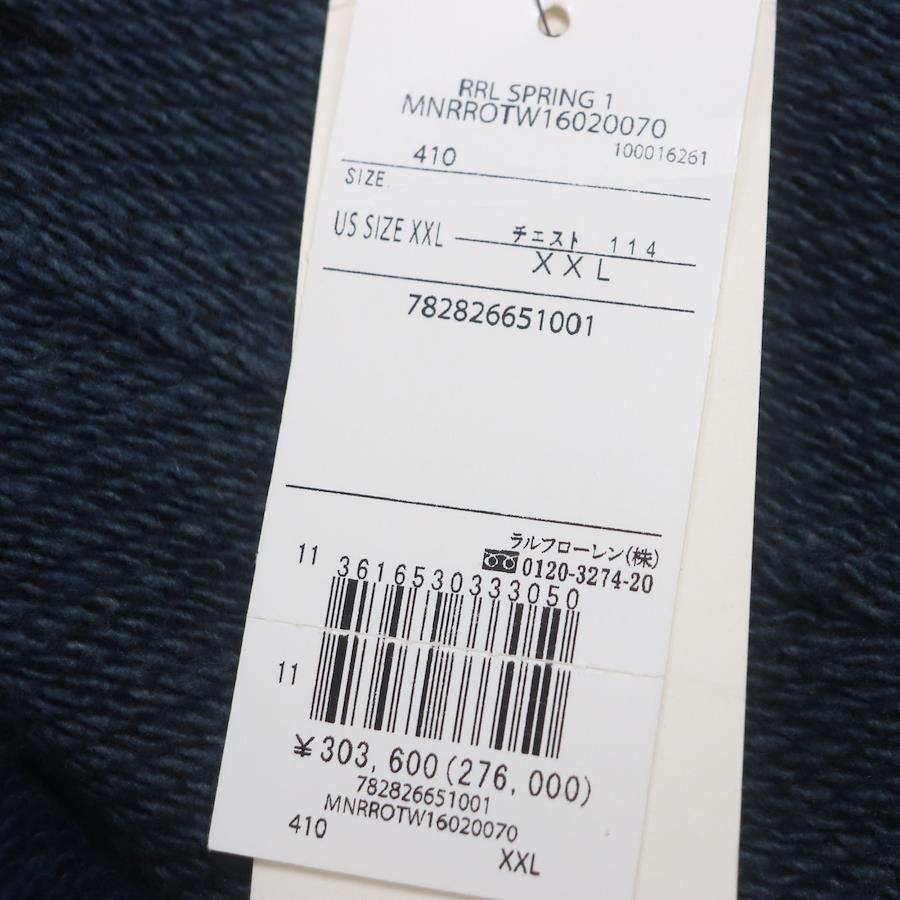 RRL SPRING 1
MNRROTW16020070
100016261
410
SIZE.
US SIZE XXL
チェスト 114
XXL
782826651001
ラルフローレン(株)
0120-3274-20
11 3616530333050
11
¥303,600(276,000)
782826651001
MNRROTW16020070
410
XXL